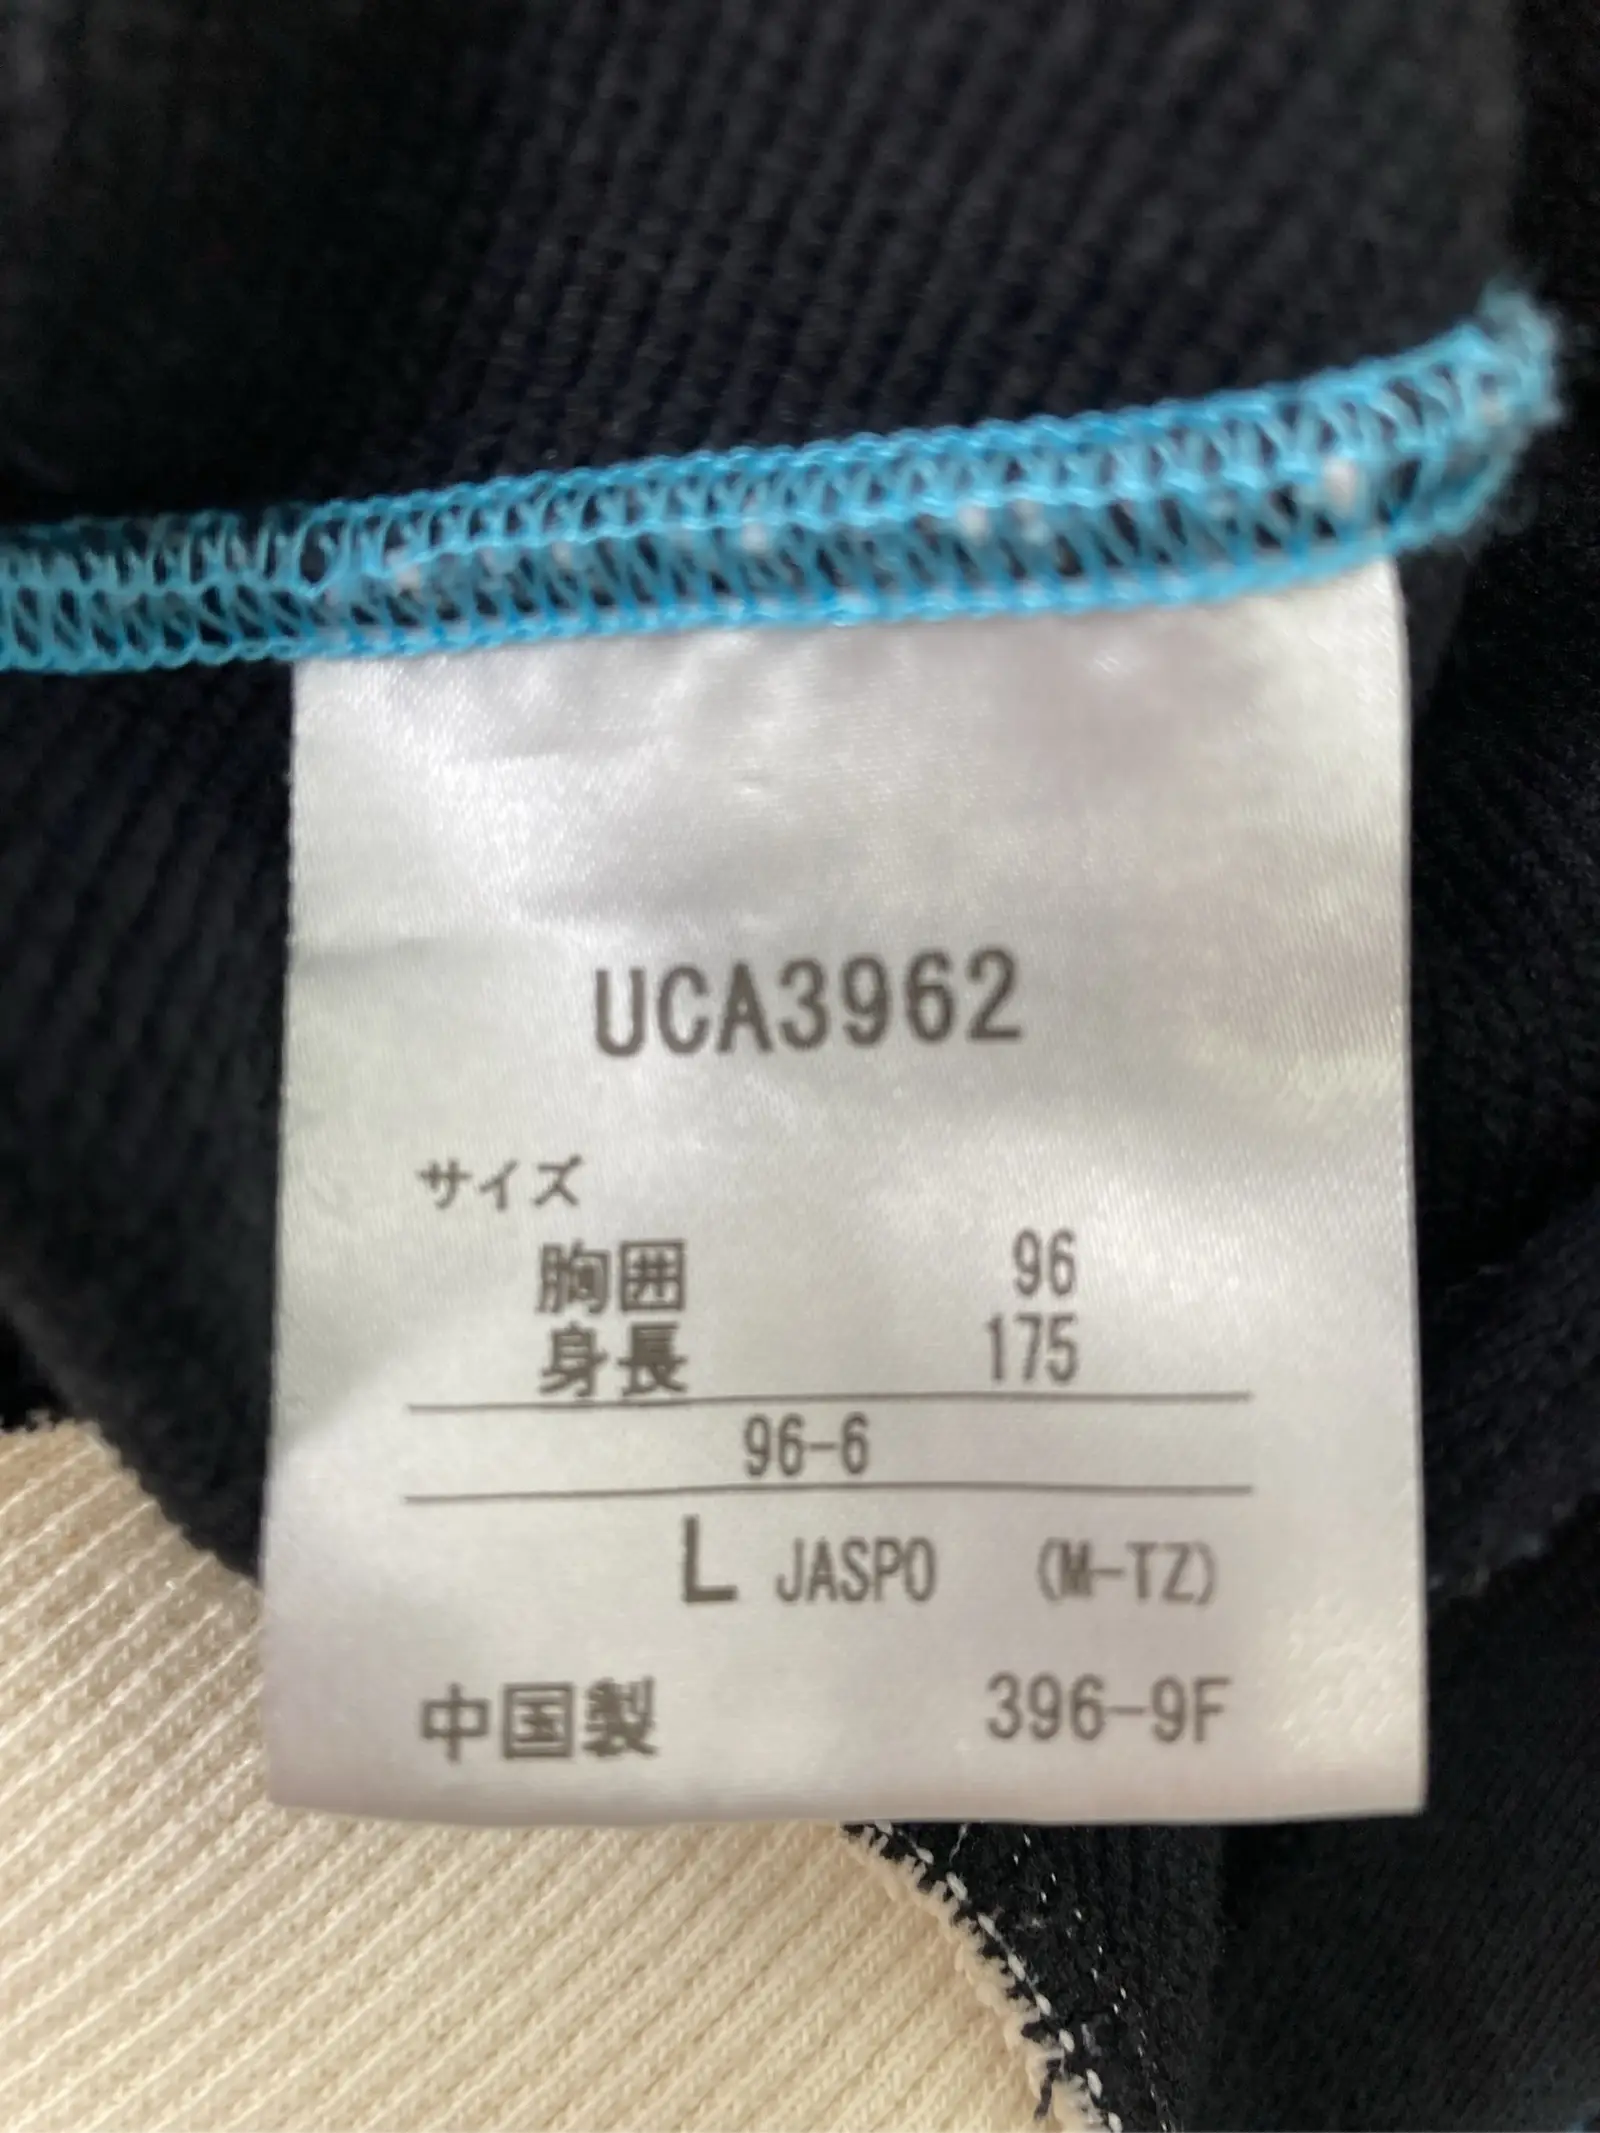 UCA3962
サイズ
胸囲 96
身長 175
96-6
L JASPO (M-TZ)
中国製 396-9F